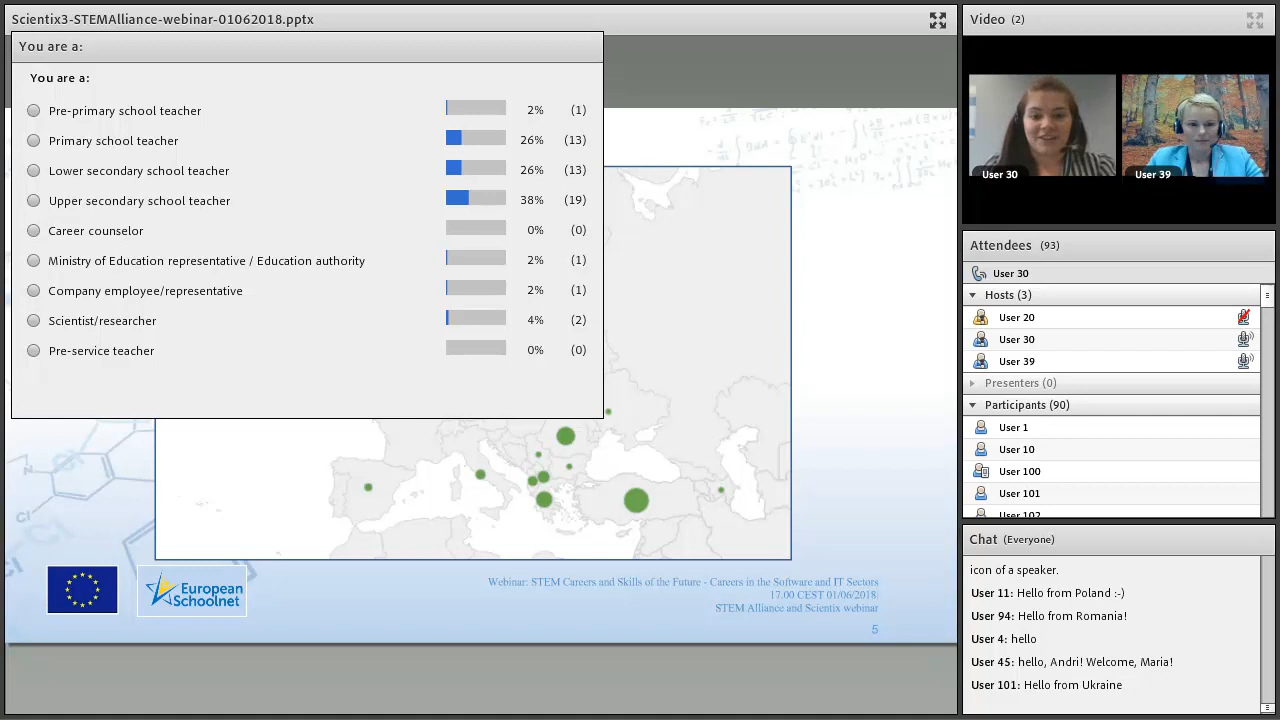 Scientix3-STEMAlliance-webinar-01062018.pptx
You are a:
You are a:
Pre-primary school teacher 2% (1)
Primary school teacher 26% (13)
Lower secondary school teacher 26% (13)
Upper secondary school teacher 38% (19)
Career counselor 0% (0)
Ministry of Education representative / Education authority 2% (1)
Company employee/representative 2% (1)
Scientist/researcher 4% (2)
Pre-service teacher 0% (0)
European
Schoolnet
Webinar: STEM Careers and Skills of the Future - Careers in the Software and IT Sectors
17.00 CEST 01/06/2018
STEM Alliance and Scientix webinar
5
Video (2)
User 30
User 39
Attendees (93)
User 30
Hosts (3)
User 20
User 30
User 39
Presenters (0)
Participants (90)
User 1
User 10
User 100
User 101
User 102
Chat (Everyone)
icon of a speaker.
User 11: Hello from Poland :-)
User 94: Hello from Romania!
User 4: hello
User 45: hello, Andri! Welcome, Maria!
User 101: Hello from Ukraine